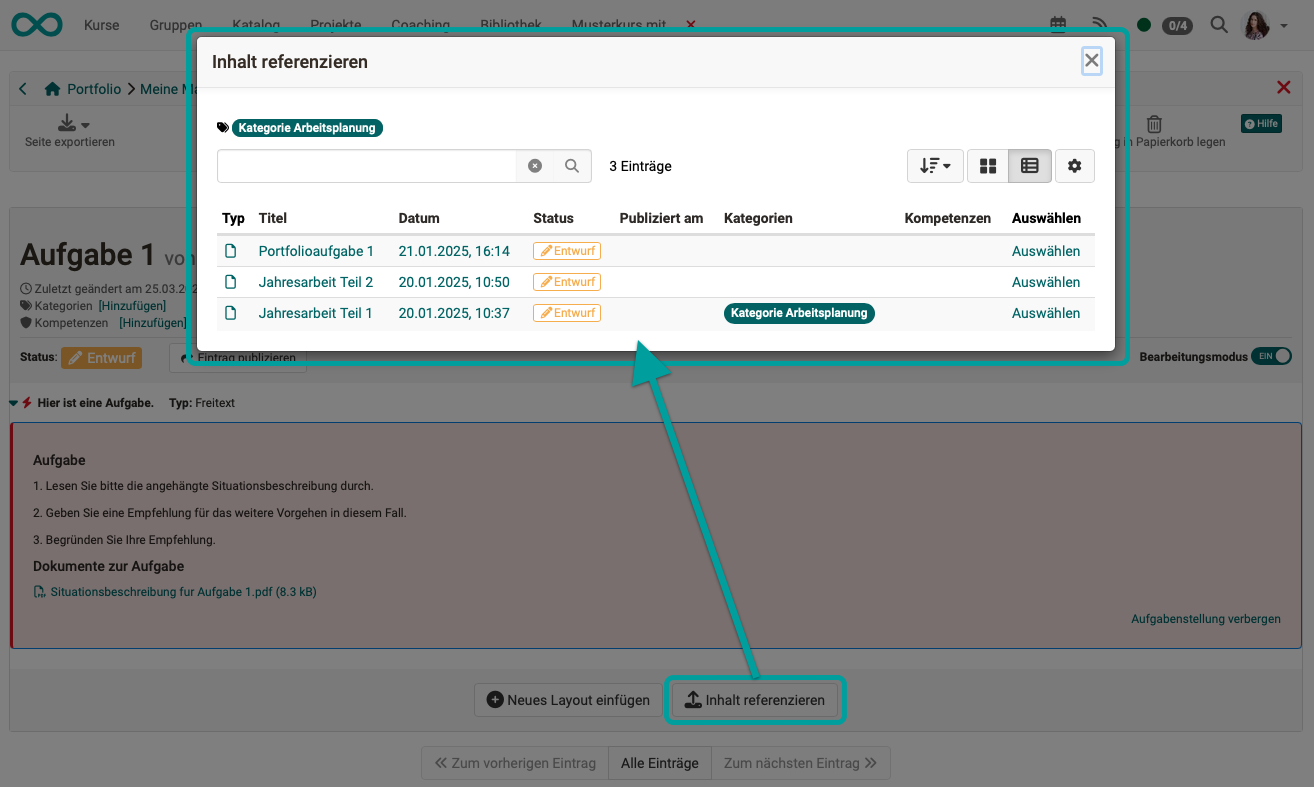 Kurse Gruppen Katalog Projekte Coaching Bibliothek Musterkurs mit 0/4
Inhalt referenzieren
Portfolio Meine
Seite exportieren
in Papierkorb legen
Hilfe
Kategorie Arbeitsplanung
3 Einträge
Typ Titel Datum Status Publiziert am Kategorien Kompetenzen Auswählen
Portfolioaufgabe 1 21.01.2025, 16:14 Entwurf Auswählen
Jahresarbeit Teil 2 20.01.2025, 10:50 Entwurf Auswählen
Jahresarbeit Teil 1 20.01.2025, 10:37 Entwurf Kategorie Arbeitsplanung Auswählen
Aufgabe 1 von
Zuletzt geändert am 25.03.
Kategorien [Hinzufügen]
Kompetenzen [Hinzufügen]
Status: Entwurf Eintrag publizieren Bearbeitungsmodus EIN
Hier ist eine Aufgabe. Typ: Freitext
Aufgabe
1. Lesen Sie bitte die angehängte Situationsbeschreibung durch.
2. Geben Sie eine Empfehlung für das weitere Vorgehen in diesem Fall.
3. Begründen Sie Ihre Empfehlung.
Dokumente zur Aufgabe
Situationsbeschreibung fur Aufgabe 1.pdf (8.3 kB)
Aufgabenstellung verbergen
Neues Layout einfügen Inhalt referenzieren
Zum vorherigen Eintrag Alle Einträge Zum nächsten Eintrag